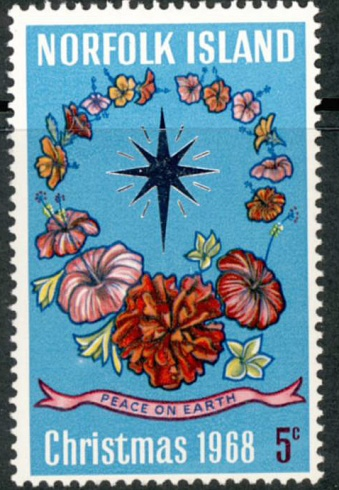 NORFOLK ISLAND
PEACE ON EARTH
Christmas 1968 5c